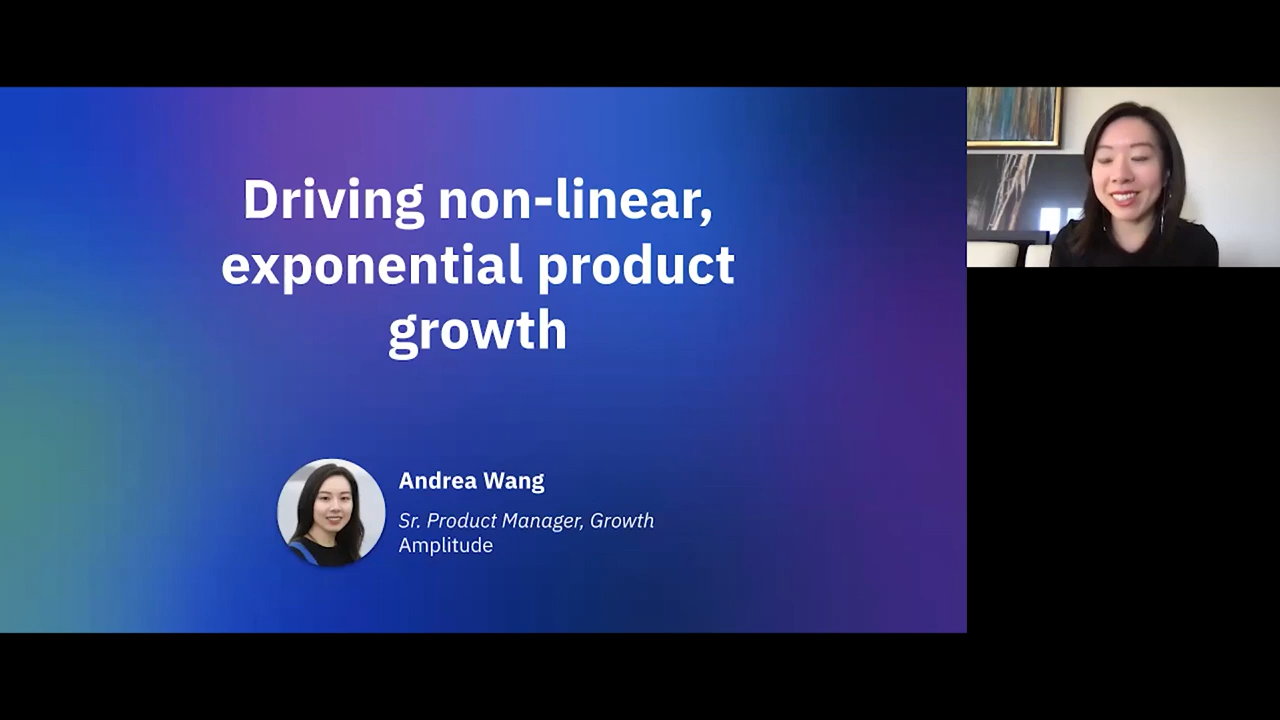 Driving non-linear,
exponential product
growth
Andrea Wang
Sr. Product Manager, Growth
Amplitude